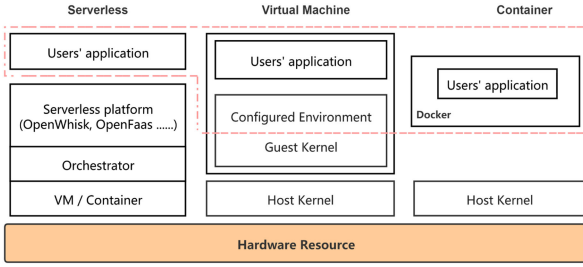 Serverless
Virtual Machine
Container
Users' application
Users' application
Users' application
Docker
Serverless platform
(OpenWhisk, OpenFaas ......)
Configured Environment
Guest Kernel
Orchestrator
VM / Container
Host Kernel
Host Kernel
Hardware Resource